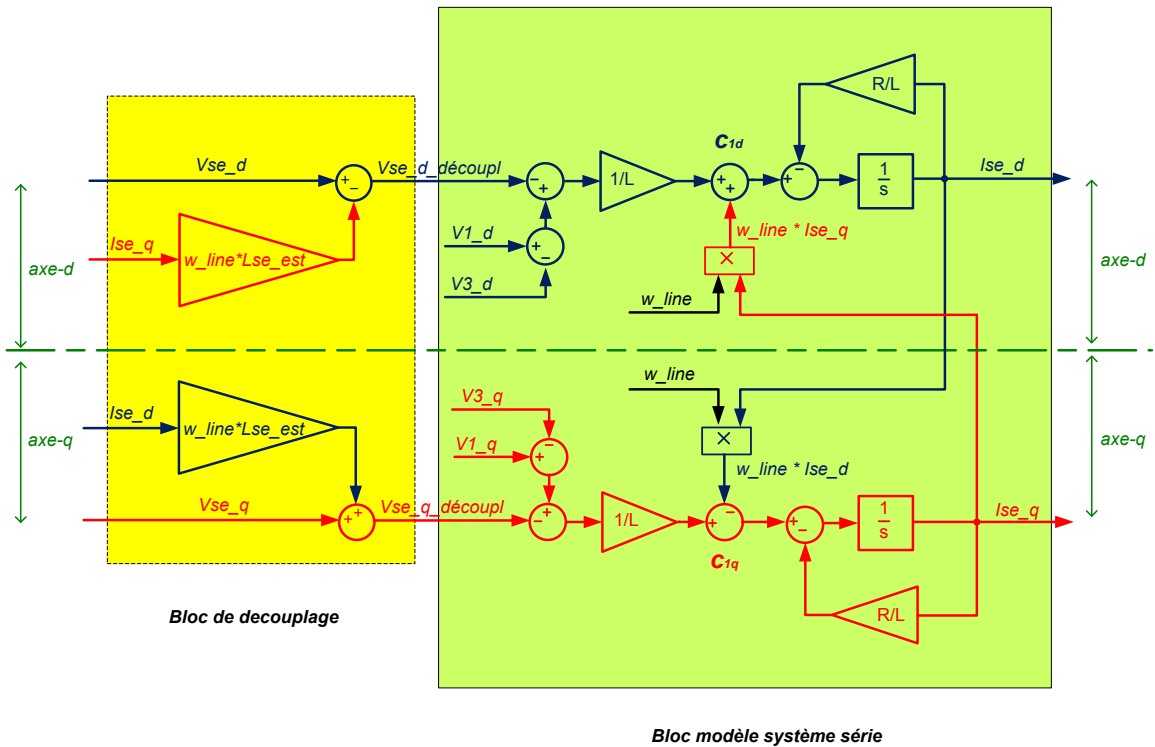 R/L
C1d
Vse_d
Vse_d_découpl
1/L
1
s
Ise_d
+
-
-
+
+
+
+
-
V1_d
+
-
w_line * Ise_q
Ise_q
w_line*Lse_est
×
V3_d
w_line
axe-d
axe-d
w_line
V3_q
Ise_d
w_line*Lse_est
axe-q
axe-q
×
V1_q
-
+
w_line * Ise_d
Vse_q
Vse_q_découpl
1/L
1
s
Ise_q
+
+
-
+
+
-
+
-
C1q
R/L
Bloc de decouplage
Bloc modèle système série